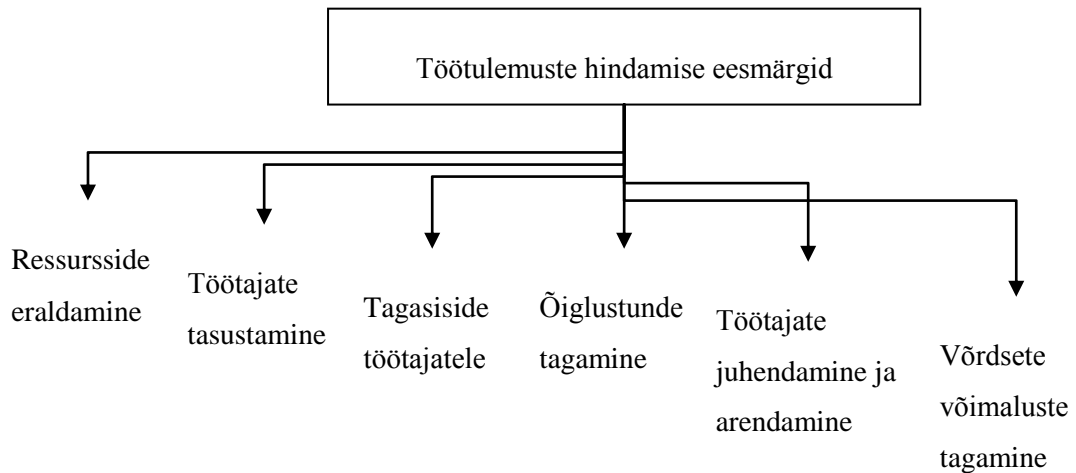 Töötulemuste hindamise eesmärgid
Ressursside
eraldamine
Töötajate
tasustamine
Tagasiside
töötajatele
Õiglustunde
tagamine
Töötajate
juhendamine ja
arendamine
Võrdsete
võimaluste
tagamine